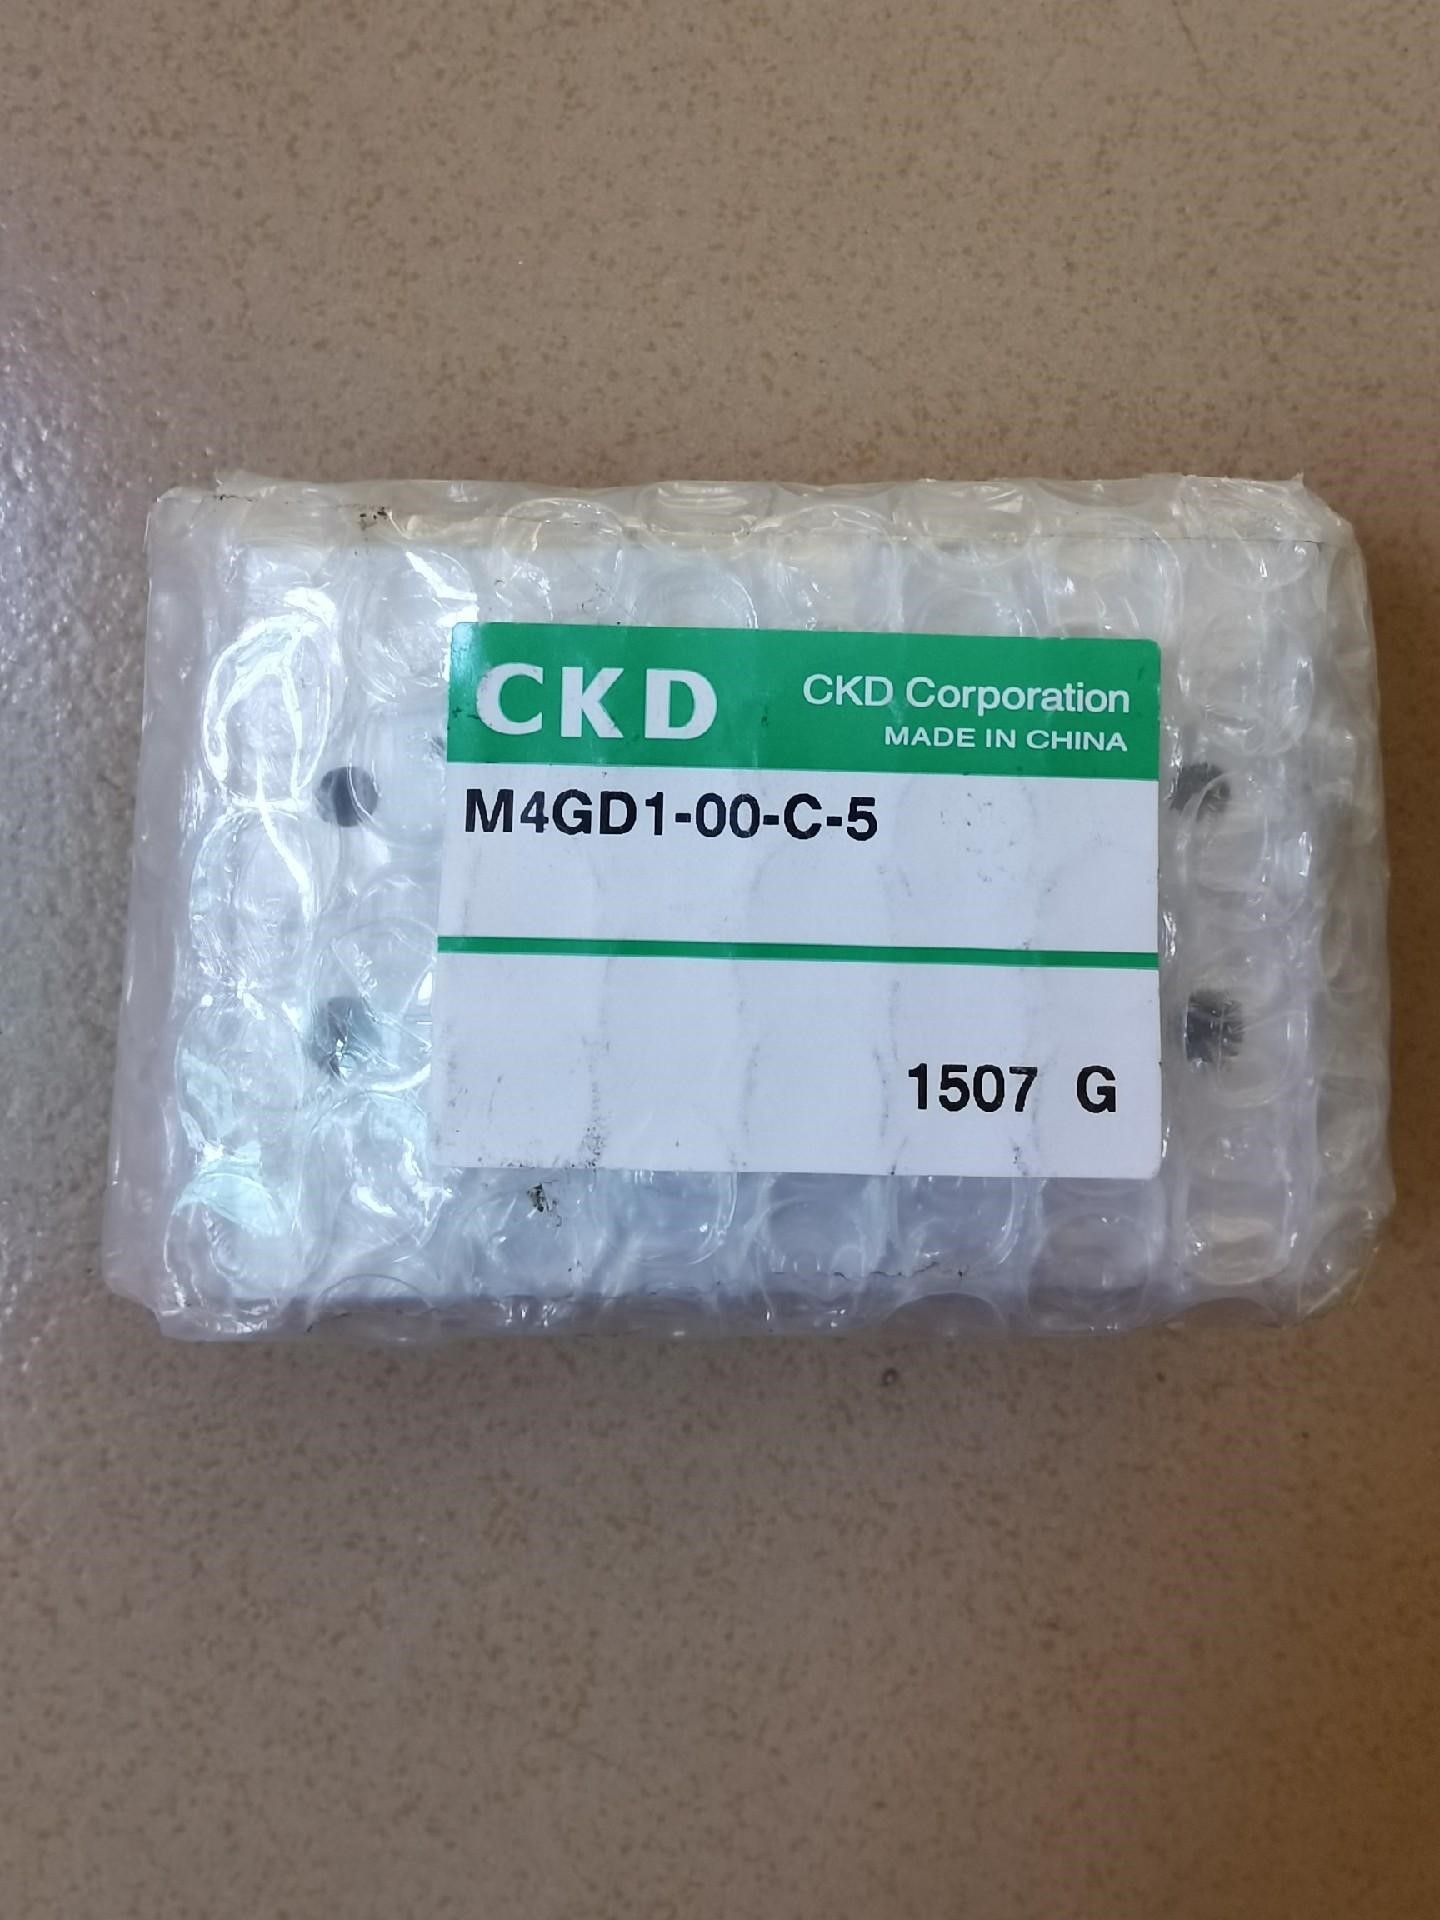 CKD
CKD Corporation
MADE IN CHINA
M4GD1-00-C-5
1507 G